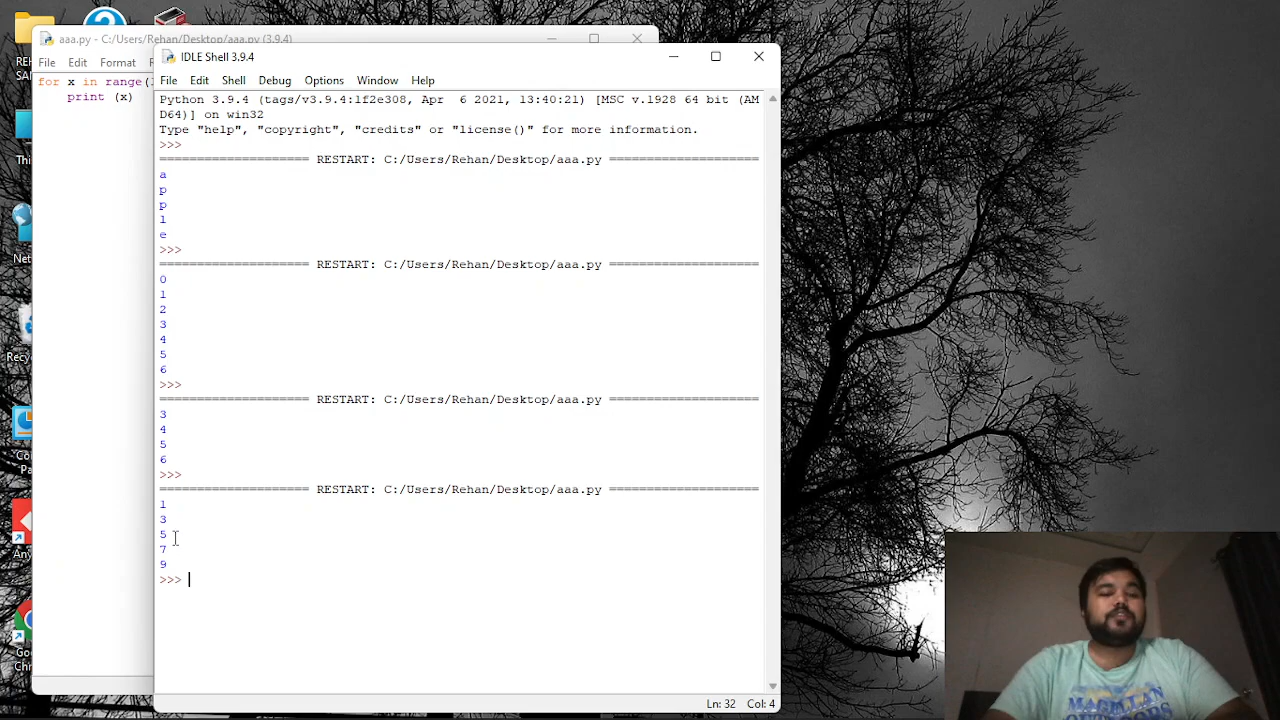 aaa.py - C:/Users/Rehan/Desktop/aaa.py (3.9.4)
File Edit Format
for x in range(
print (x)
IDLE Shell 3.9.4
File Edit Shell Debug Options Window Help
Python 3.9.4 (tags/v3.9.4:1f2e308, Apr  6 2021, 13:40:21) [MSC v.1928 64 bit (AM
D64)] on win32
Type "help", "copyright", "credits" or "license()" for more information.
>>>
==================== RESTART: C:/Users/Rehan/Desktop/aaa.py ====================
a
p
p
l
e
>>>
==================== RESTART: C:/Users/Rehan/Desktop/aaa.py ====================
0
1
2
3
4
5
6
>>>
==================== RESTART: C:/Users/Rehan/Desktop/aaa.py ====================
3
4
5
6
>>>
==================== RESTART: C:/Users/Rehan/Desktop/aaa.py ====================
1
3
5
7
9
>>>
Ln: 32 Col: 4